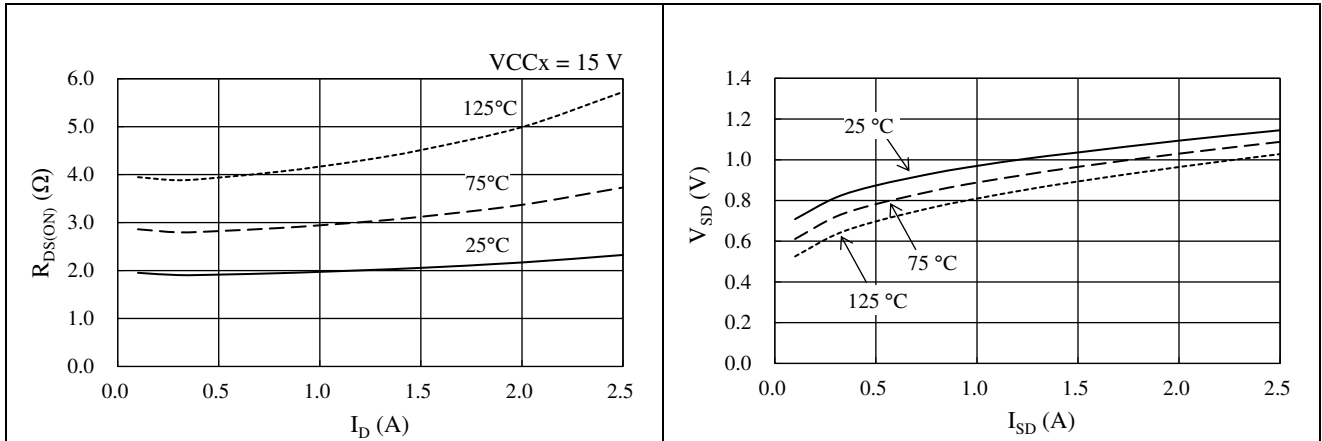 VCCx = 15 V
R_DS(ON) (Ω)
6.0
5.0
4.0
3.0
2.0
1.0
0.0
125°C
75°C
25°C
0.0 0.5 1.0 1.5 2.0 2.5
I_D (A)
V_SD (V)
1.4
1.2
1.0
0.8
0.6
0.4
0.2
0.0
25 °C
75 °C
125 °C
0.0 0.5 1.0 1.5 2.0 2.5
I_SD (A)